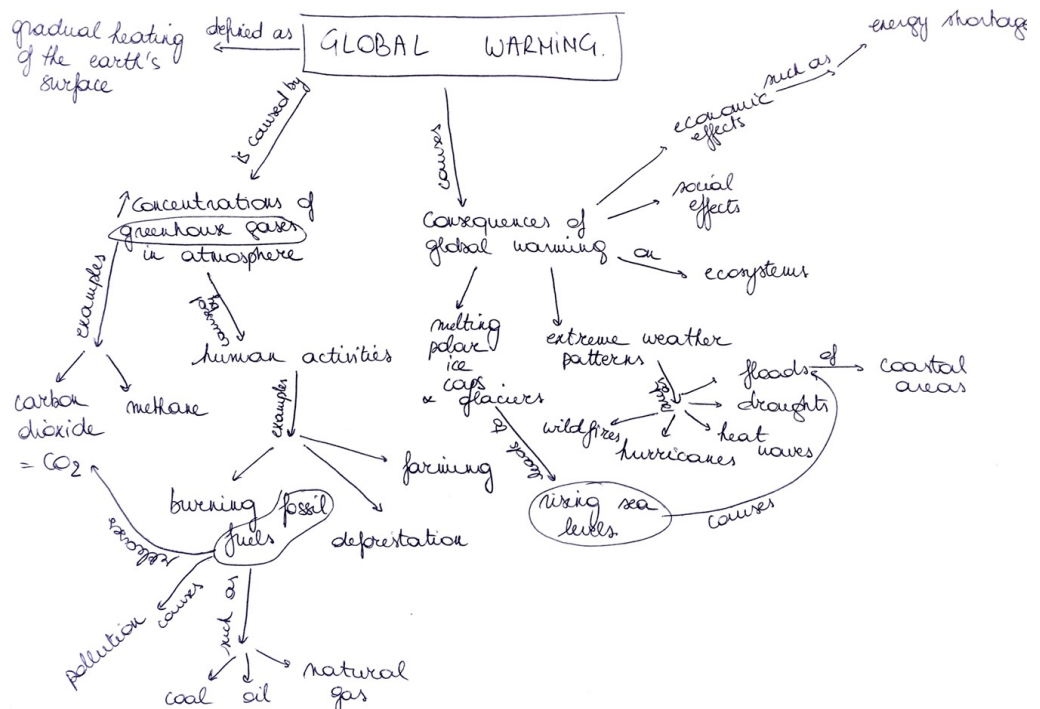 gradual heating
of the earth's
surface
defined as
GLOBAL WARMING.
energy shortage
such as
economic
effects
is caused by
causes
social
effects
↑ concentrations of
greenhouse gases
in atmosphere
consequences of
global warming
on
ecosystems
examples
caused
by
melting
polar
ice
caps
& glaciers
extreme weather
patterns
human activities
floods
of
coastal
areas
carbon
dioxide
= CO2
methane
examples
droughts
wildfires
hurricanes
heat
waves
leads to
farming
burning fossil
fuels
deforestation
rising sea
levels
causes
releases
causes
pollution
such as
coal
oil
natural
gas